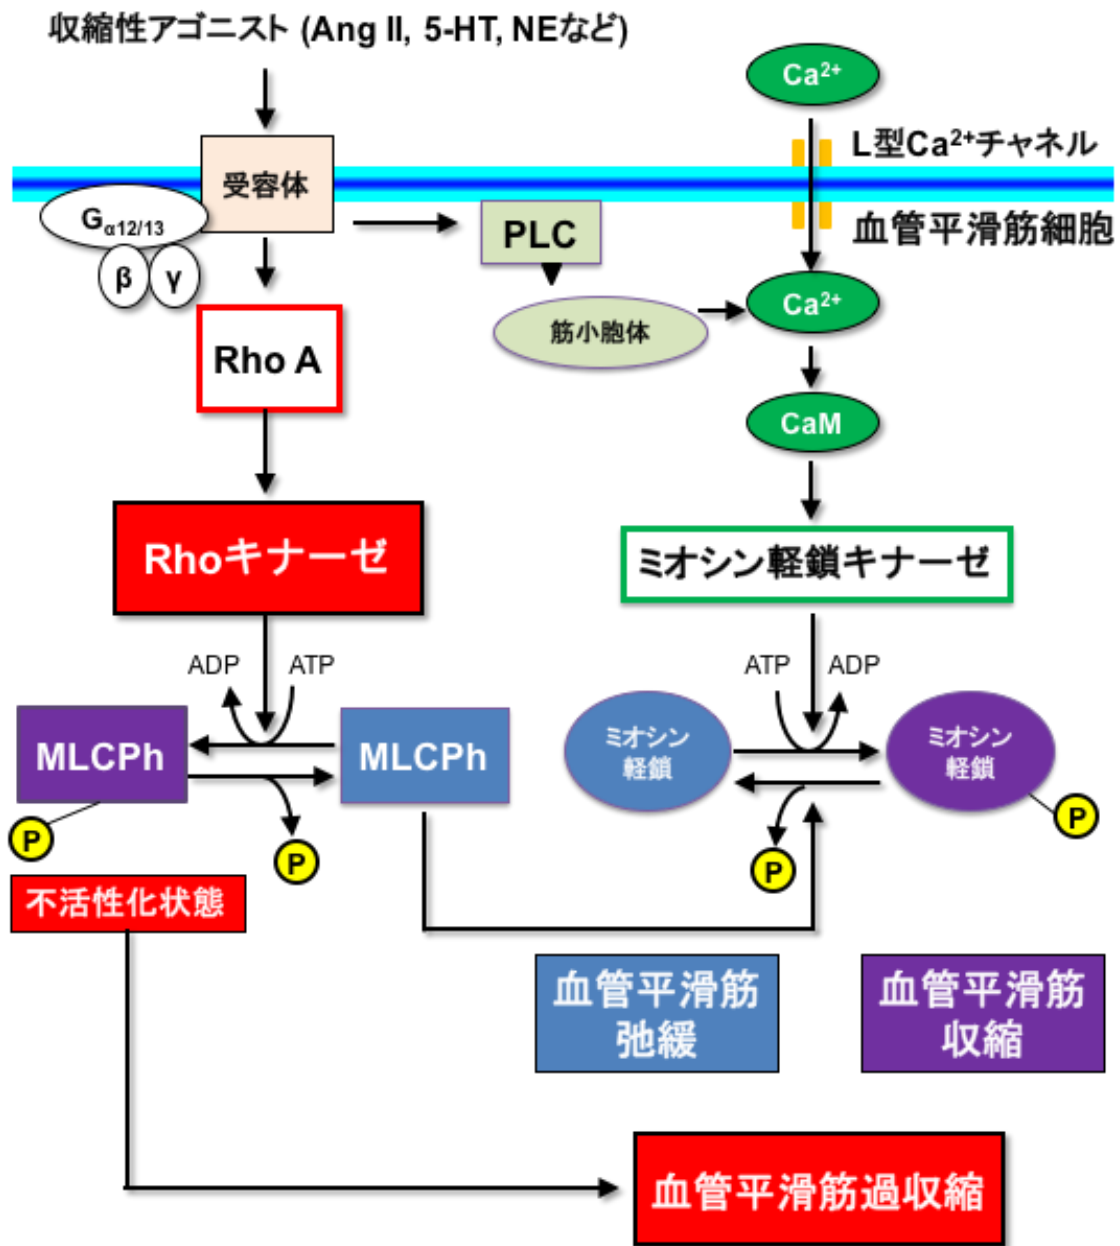 収縮性アゴニスト (Ang II, 5-HT, NEなど)
Ca²⁺
L型Ca²⁺チャネル
受容体
Gα12/13
β
γ
PLC
血管平滑筋細胞
Ca²⁺
筋小胞体
Rho A
CaM
Rhoキナーゼ
ミオシン軽鎖キナーゼ
ADP
ATP
ATP
ADP
MLCPh
MLCPh
ミオシン
軽鎖
ミオシン
軽鎖
P
P
P
P
不活性化状態
血管平滑筋
弛緩
血管平滑筋
収縮
血管平滑筋過収縮